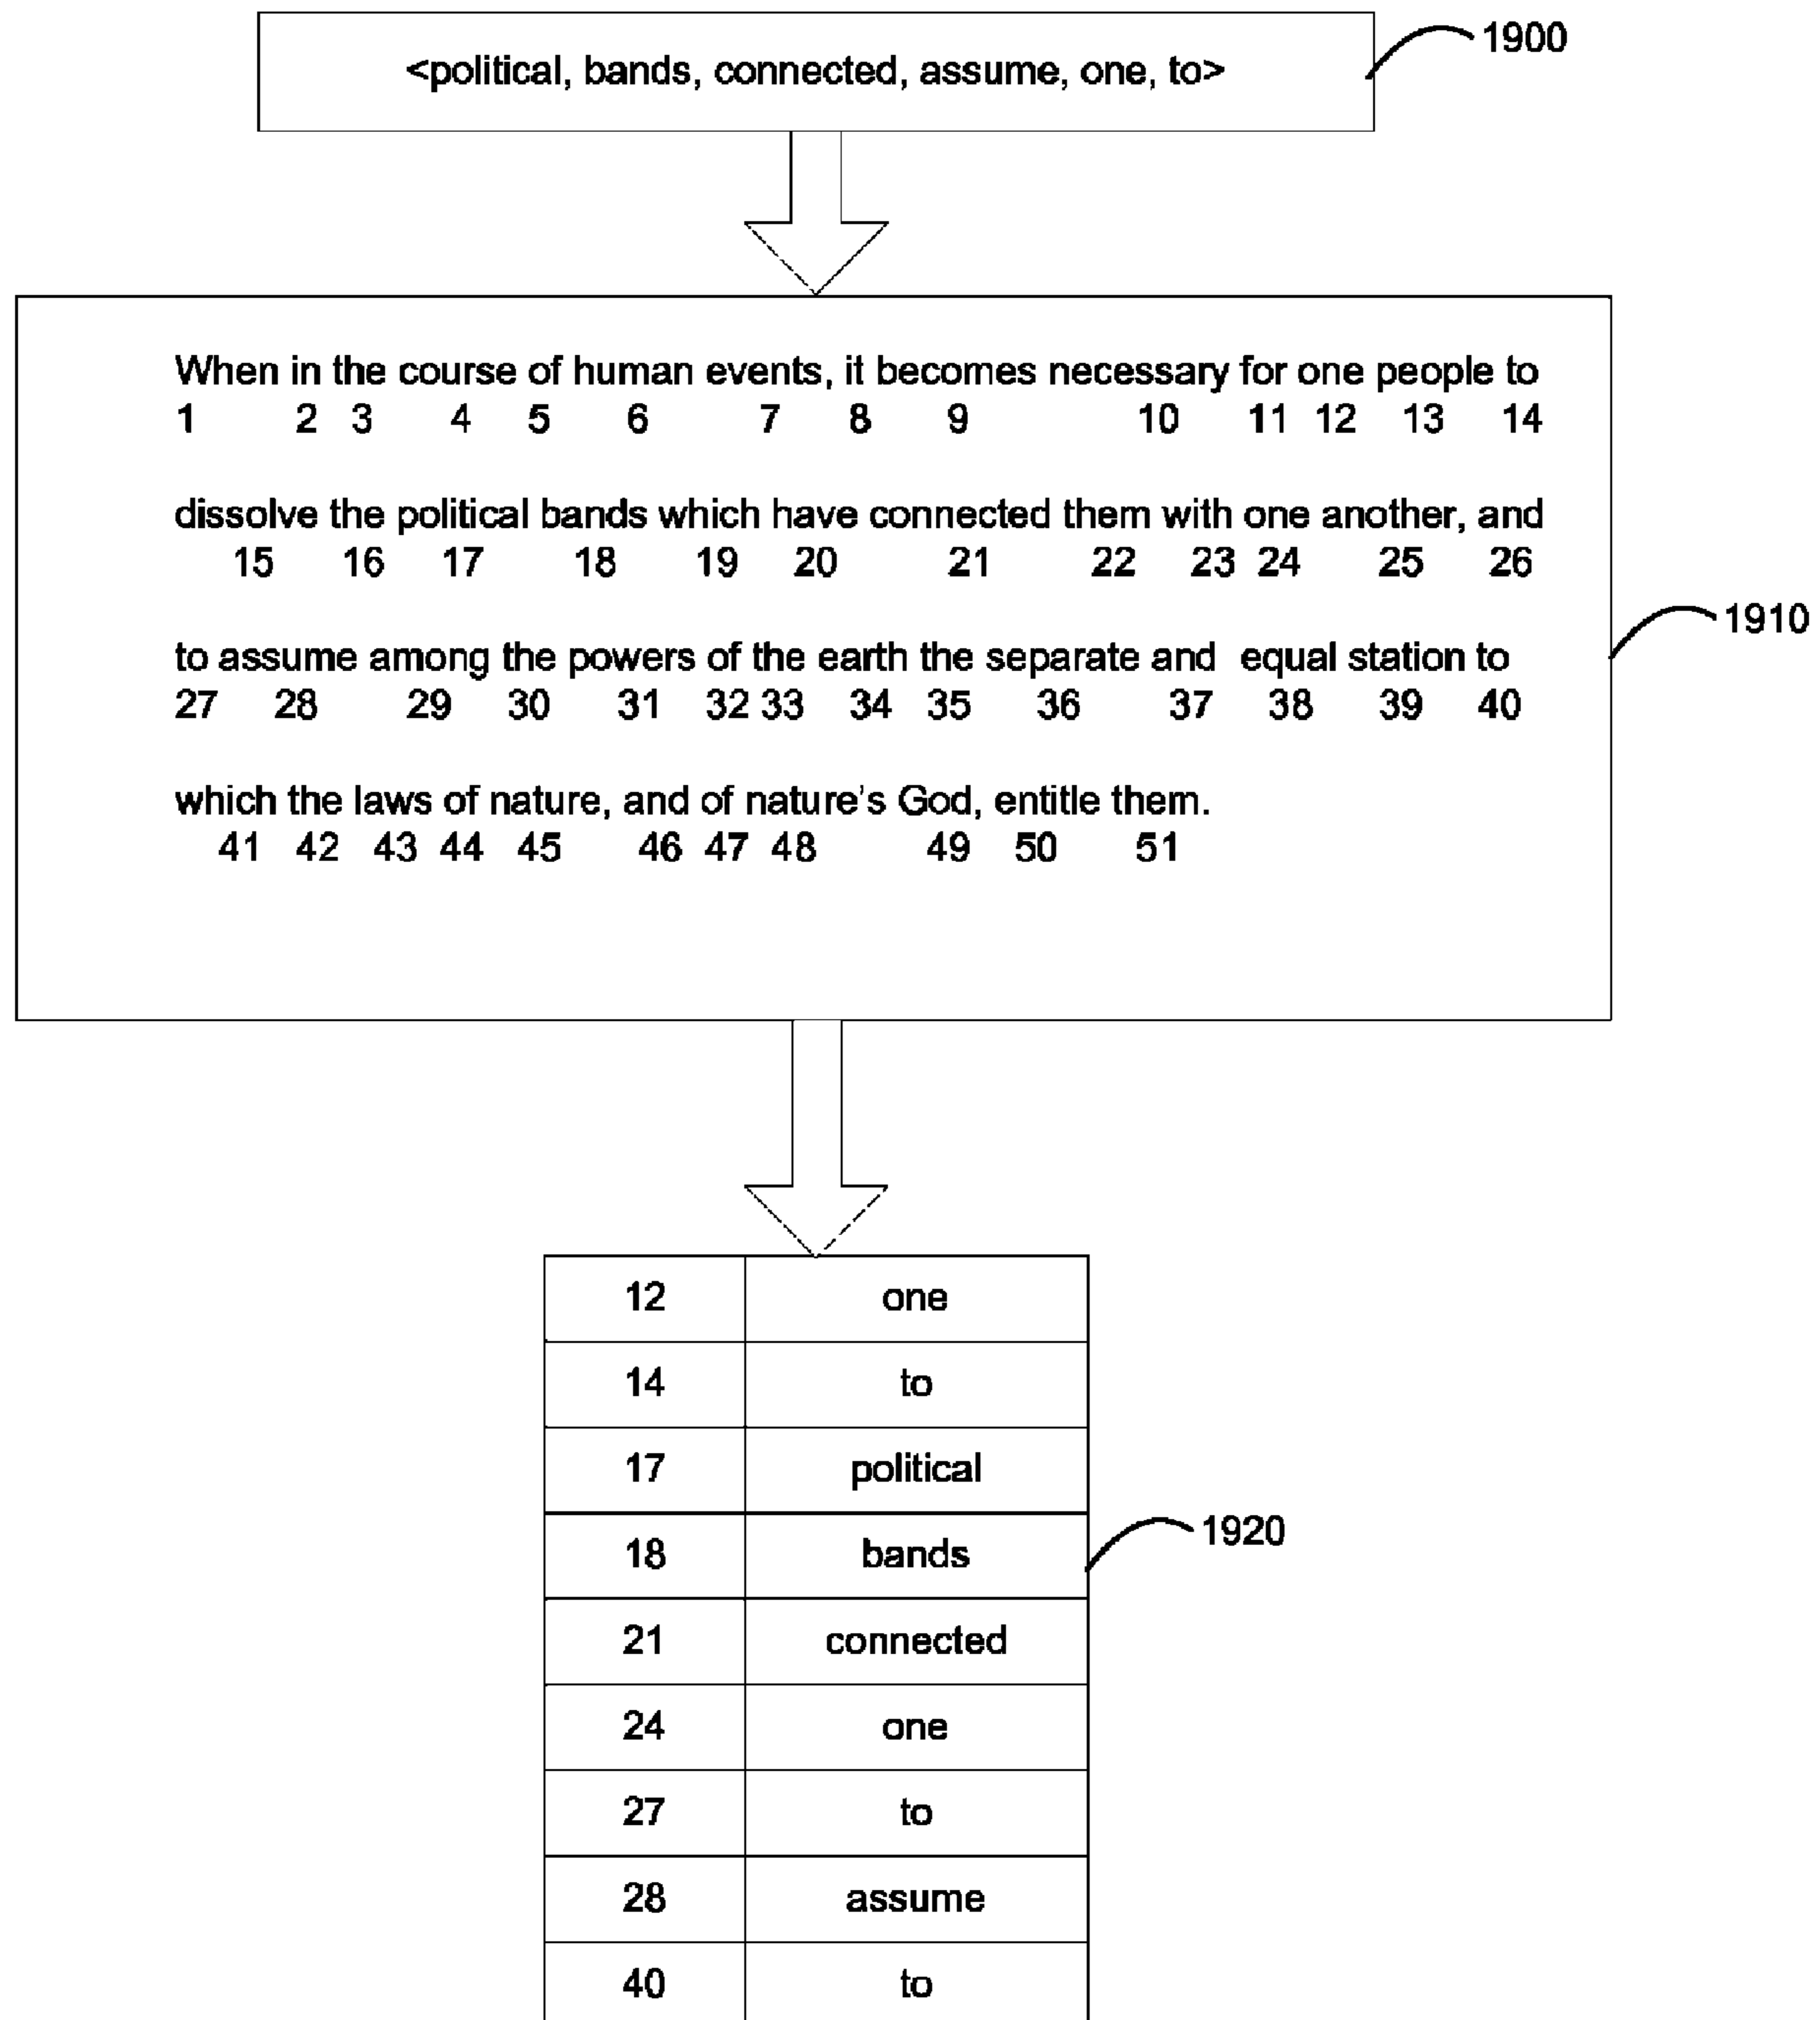 <political, bands, connected, assume, one, to>
1900
When in the course of human events, it becomes necessary for one people to
1 2 3 4 5 6 7 8 9 10 11 12 13 14
dissolve the political bands which have connected them with one another, and
15 16 17 18 19 20 21 22 23 24 25 26
1910
to assume among the powers of the earth the separate and equal station to
27 28 29 30 31 32 33 34 35 36 37 38 39 40
which the laws of nature, and of nature's God, entitle them.
41 42 43 44 45 46 47 48 49 50 51
12 one
14 to
17 political
18 bands
1920
21 connected
24 one
27 to
28 assume
40 to